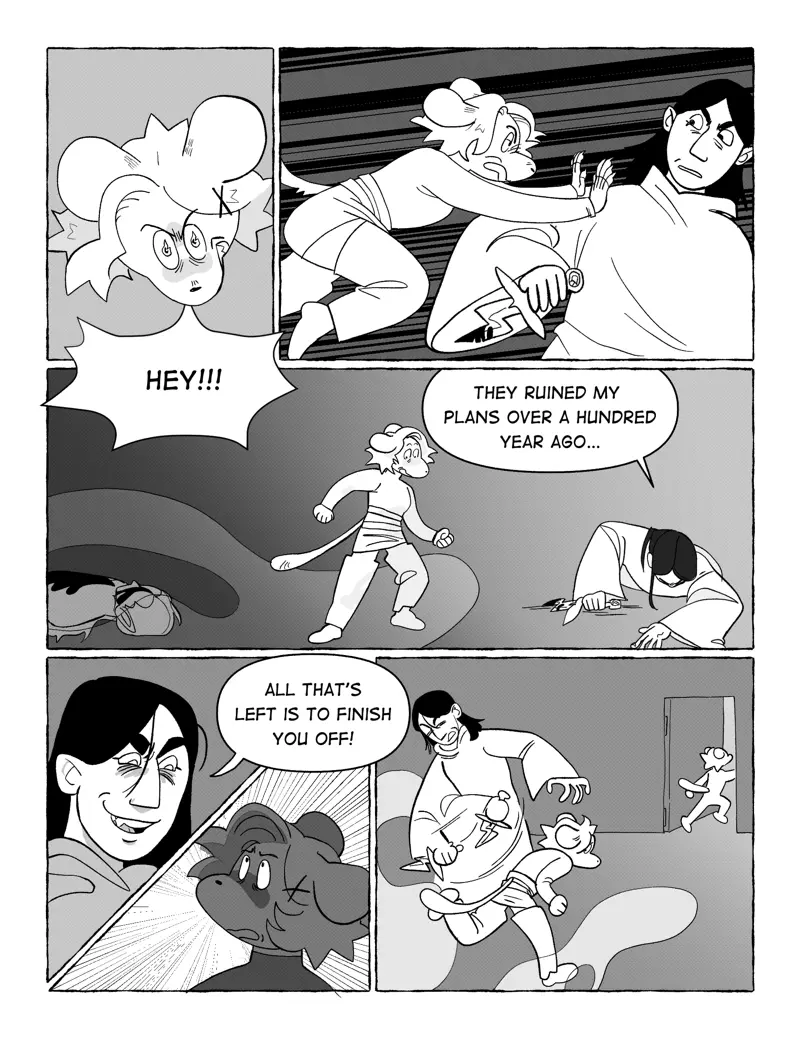 HEY!!!
THEY RUINED MY
PLANS OVER A HUNDRED
YEAR AGO...
ALL THAT'S
LEFT IS TO FINISH
YOU OFF!